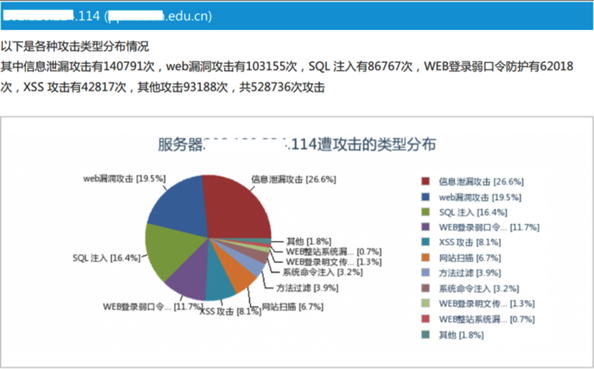 .114 (
.edu.cn)
以下是各种攻击类型分布情况
其中信息泄漏攻击有140791次，web漏洞攻击有103155次，SQL 注入有86767次，WEB登录弱口令防护有62018
次，XSS 攻击有42817次，其他攻击93188次，共528736次攻击
服务器
.114遭攻击的类型分布
web漏洞攻击 [19.5%]
信息泄漏攻击 [26.6%]
SQL 注入 [16.4%]
其他 [1.8%]
WEB整站系统漏... [0.7%]
WEB登录明文传... [1.3%]
系统命令注入 [3.2%]
方法过滤 [3.9%]
网站扫描 [6.7%]
WEB登录弱口令... [11.7%]
XSS 攻击 [8.1%]
信息泄漏攻击 [26.6%]
web漏洞攻击 [19.5%]
SQL 注入 [16.4%]
WEB登录弱口令... [11.7%]
XSS 攻击 [8.1%]
网站扫描 [6.7%]
方法过滤 [3.9%]
系统命令注入 [3.2%]
WEB登录明文传... [1.3%]
WEB整站系统漏... [0.7%]
其他 [1.8%]